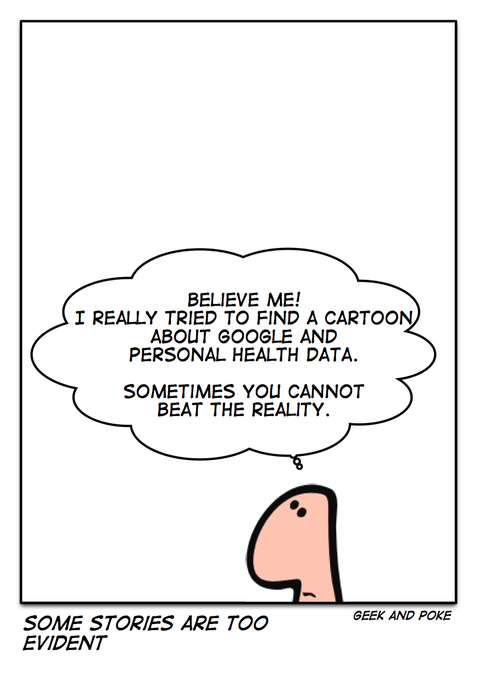 BELIEVE ME!
I REALLY TRIED TO FIND A CARTOON
ABOUT GOOGLE AND
PERSONAL HEALTH DATA.
SOMETIMES YOU CANNOT
BEAT THE REALITY.
GEEK AND POKE
SOME STORIES ARE TOO
EVIDENT